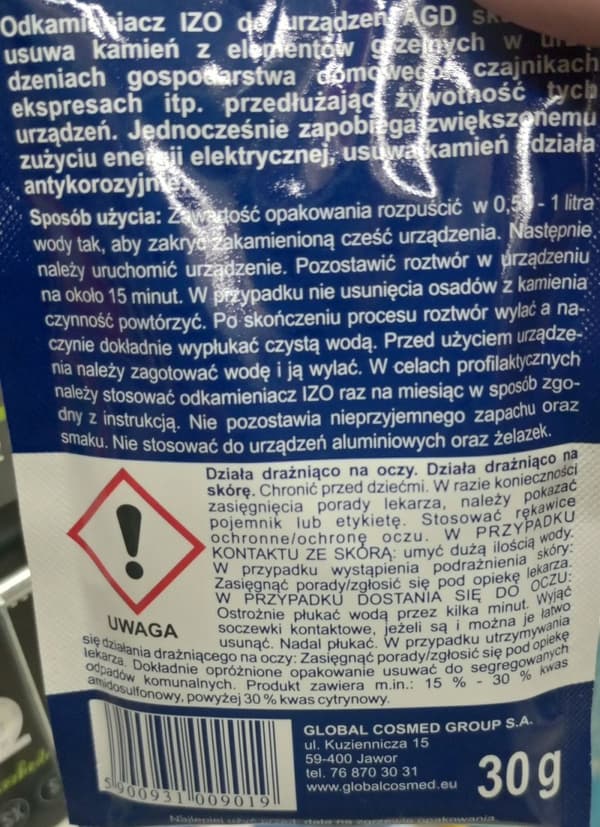 Odkamieniacz IZO do urządzeń AGD
usuwa kamień z elementów grzejnych w
dzeniach gospodarstwa domowego: czajnikach
ekspresach itp. przedłużając żywotność tych
urządzeń. Jednocześnie zapobiega zwiększonemu
zużyciu energii elektrycznej, usuwa kamień i działa
antykorozyjnie.
Sposób użycia: Zawartość opakowania rozpuścić w 0,5 - 1 litra
wody tak, aby zakryć zakamienioną cześć urządzenia. Następnie
należy uruchomić urządzenie. Pozostawić roztwór w urządzeniu
na około 15 minut. W przypadku nie usunięcia osadów z kamienia
czynność powtórzyć. Po skończeniu procesu roztwór wylać a na-
czynie dokładnie wypłukać czystą wodą. Przed użyciem urządze-
nia należy zagotować wodę i ją wylać. W celach profilaktycznych
należy stosować odkamieniacz IZO raz na miesiąc w sposób zgo-
dny z instrukcją. Nie pozostawia nieprzyjemnego zapachu oraz
smaku. Nie stosować do urządzeń aluminiowych oraz żelazek.
Działa drażniąco na oczy. Działa drażniąco na
skórę. Chronić przed dziećmi. W razie konieczności
zasięgnięcia porady lekarza, należy pokazać
pojemnik lub etykietę. Stosować rękawice
ochronne/ochronę oczu. W PRZYPADKU
KONTAKTU ZE SKÓRĄ: umyć dużą ilością wody.
W przypadku wystąpienia podrażnienia skóry:
Zasięgnąć porady/zgłosić się pod opiekę lekarza.
W PRZYPADKU DOSTANIA SIĘ DO OCZU:
Ostrożnie płukać wodą przez kilka minut. Wyjąć
soczewki kontaktowe, jeżeli są i można je łatwo
usunąć. Nadal płukać. W przypadku utrzymywania
UWAGA
się działania drażniącego na oczy: Zasięgnąć porady/zgłosić się pod opiekę
lekarza. Dokładnie opróżnione opakowanie usuwać do segregowanych
odpadów komunalnych. Produkt zawiera m.in.: 15 % - 30 % kwas
amidosulfonowy, powyżej 30 % kwas cytrynowy.
GLOBAL COSMED GROUP S.A.
ul. Kuziennicza 15
59-400 Jawor
tel. 76 870 30 31
www.globalcosmed.eu
30g
5 900931 009019
Najlepiej użyć przed: data na zgrzewie opakowania.